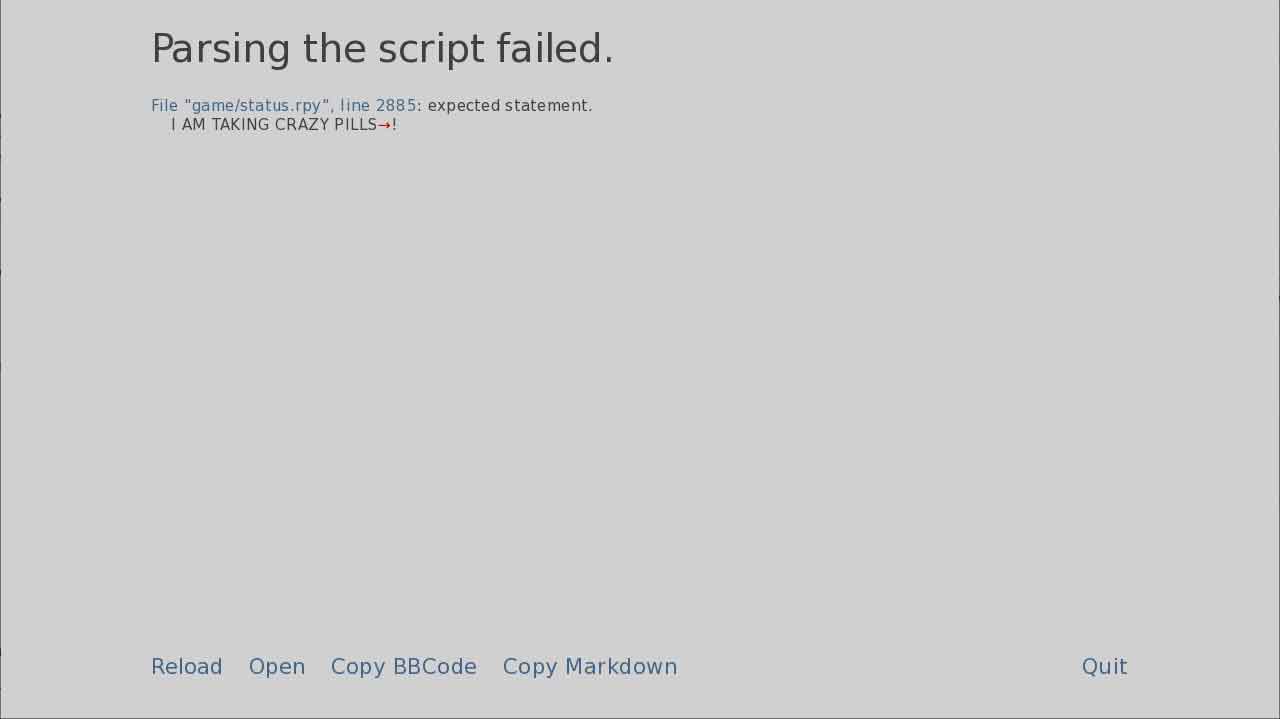 Parsing the script failed.
File "game/status.rpy", line 2885: expected statement.
I AM TAKING CRAZY PILLS→!
Reload Open Copy BBCode Copy Markdown Quit